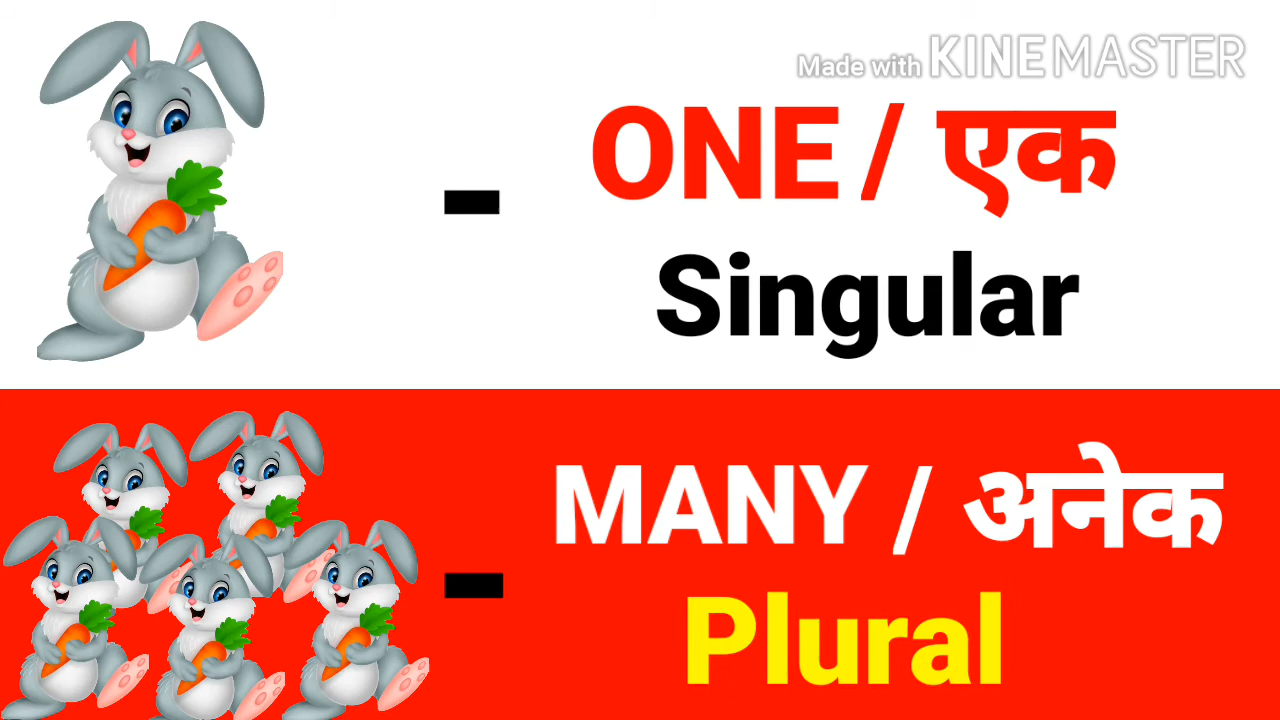 Made with KINEMASTER
- ONE / एक
Singular
- MANY / अनेक
Plural